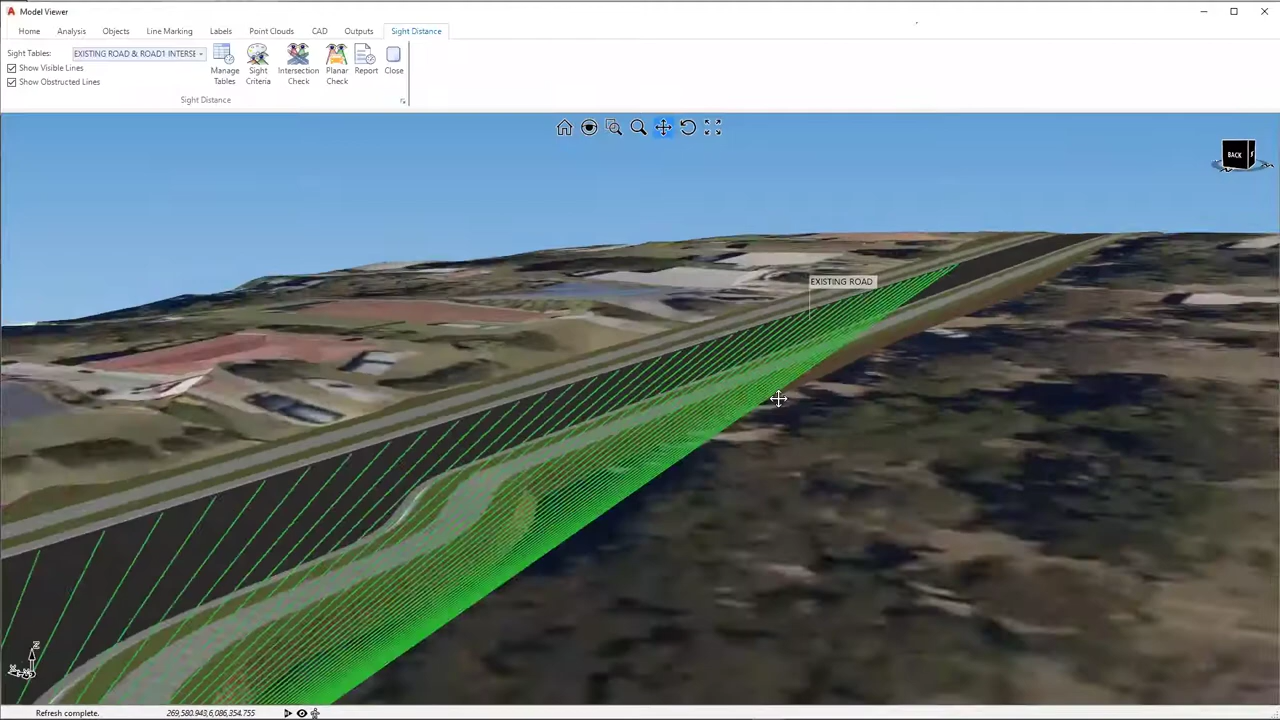 Model Viewer
Home Analysis Objects Line Marking Labels Point Clouds CAD Outputs Sight Distance
Sight Tables: EXISTING ROAD & ROAD1 INTERSE
Show Visible Lines
Show Obstructed Lines
Manage Tables
Sight Criteria
Intersection Check
Planar Check
Report
Close
Sight Distance
BACK
EXISTING ROAD
Z
Refresh complete. 269,580.943,6,086,354.755